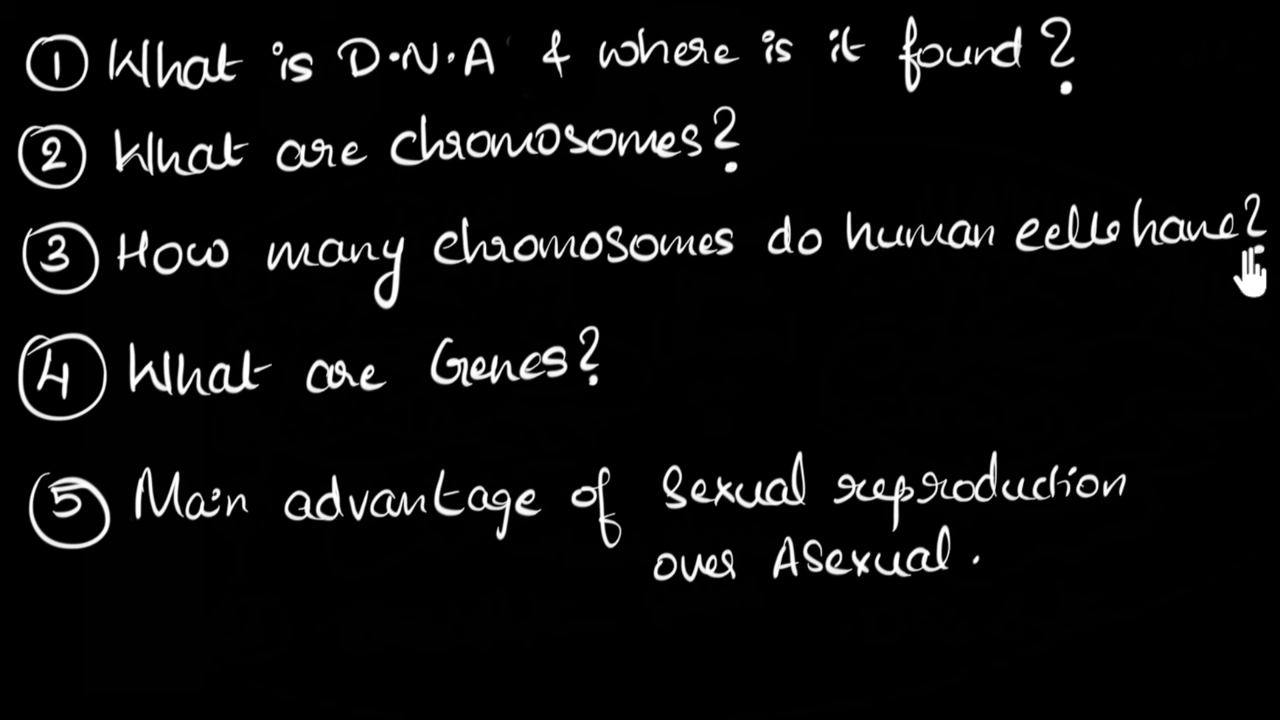 ① What is D.N.A & where is it found?
② What are chromosomes?
③ How many chromosomes do human cells have?
④ What are Genes?
⑤ Main advantage of Sexual reproduction
over Asexual.